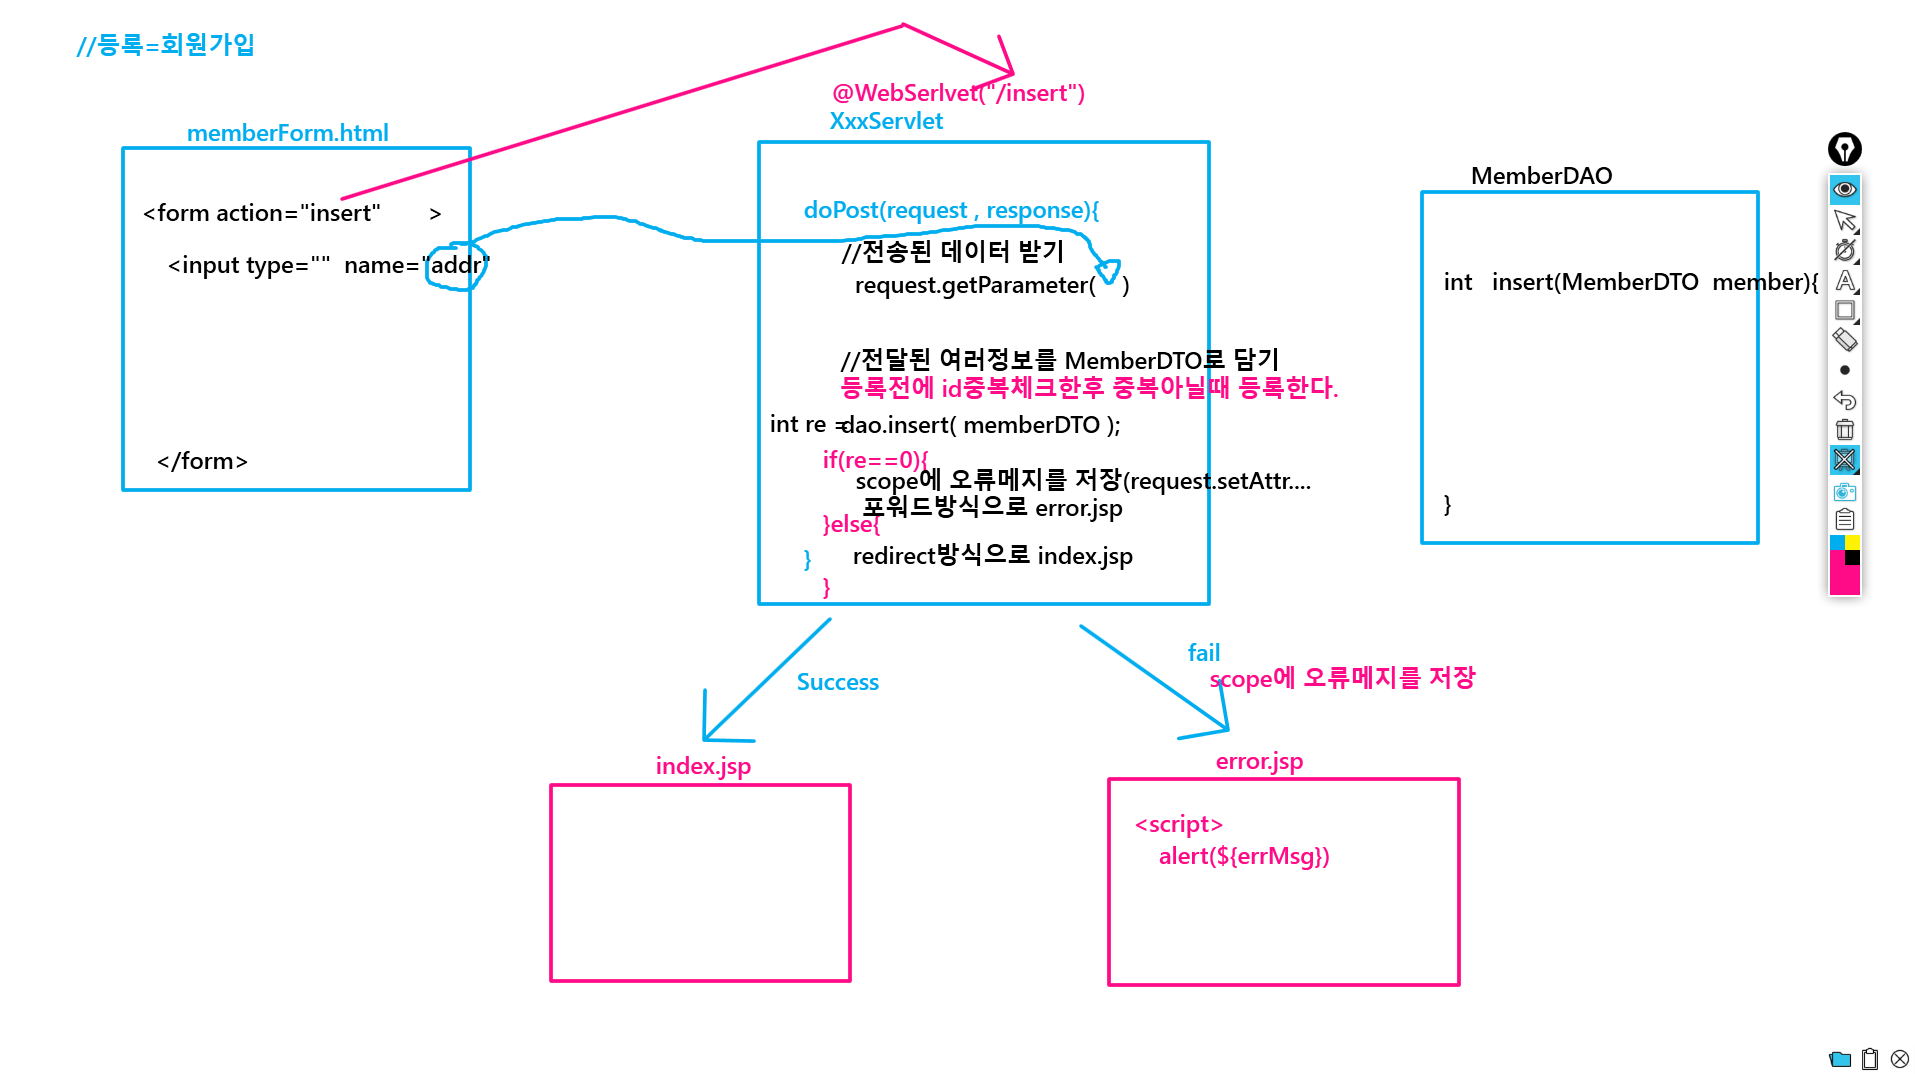 //등록=회원가입
memberForm.html
<form action="insert" >
<input type="" name="addr"
</form>
@WebSerlvet("/insert")
XxxServlet
doPost(request , response){
//전송된 데이터 받기
request.getParameter( )
//전달된 여러정보를 MemberDTO로 담기
등록전에 id중복체크한후 중복아닐때 등록한다.
int re =dao.insert( memberDTO );
if(re==0){
scope에 오류메지를 저장(request.setAttr....
포워드방식으로 error.jsp
}else{
redirect방식으로 index.jsp
}
}
MemberDAO
int insert(MemberDTO member){
}
Success
fail
scope에 오류메지를 저장
index.jsp
error.jsp
<script>
alert(${errMsg})